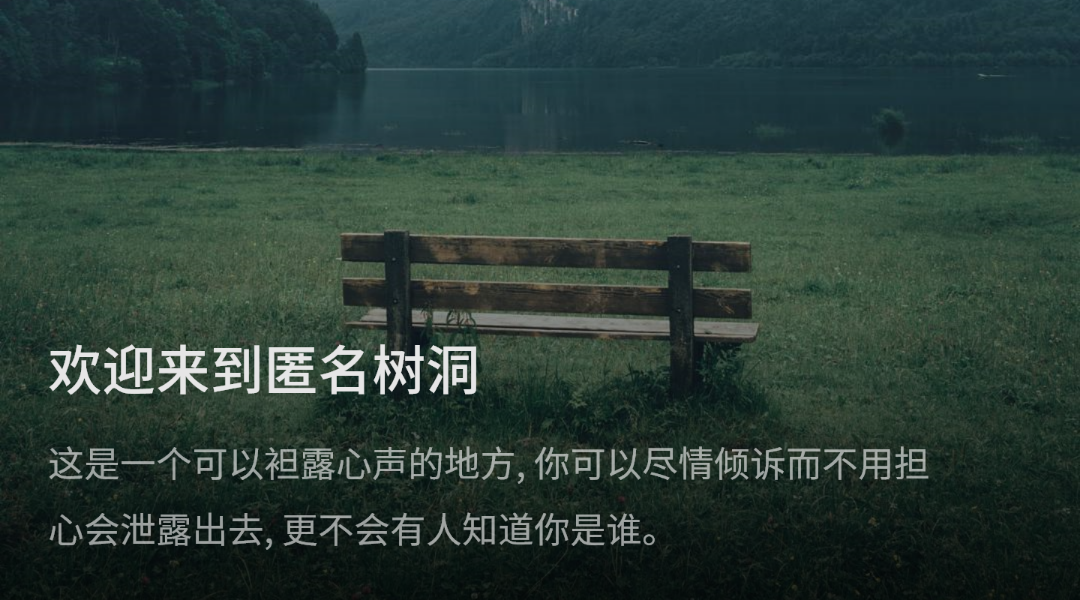 欢迎来到匿名树洞
这是一个可以袒露心声的地方, 你可以尽情倾诉而不用担
心会泄露出去, 更不会有人知道你是谁。